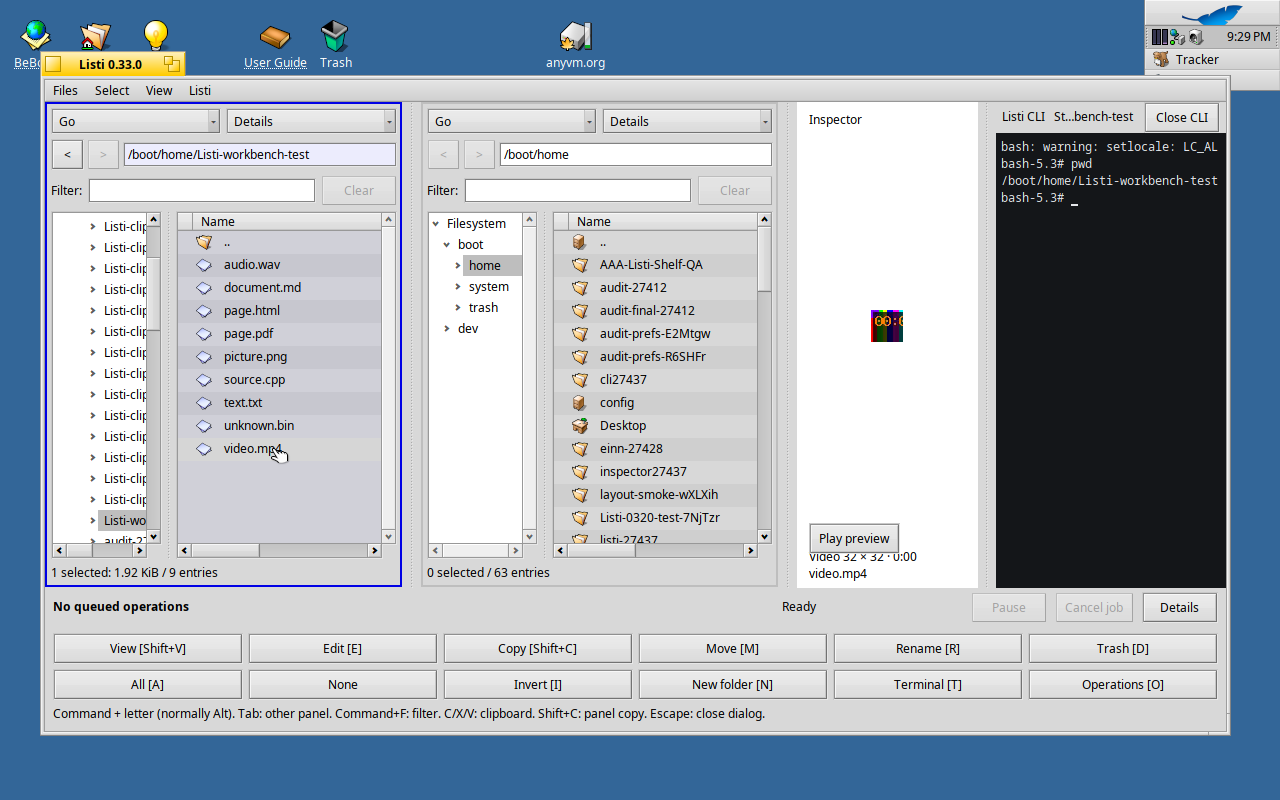 User Guide
Trash
anyvm.org
9:29 PM
Tracker
Listi 0.33.0
Files Select View Listi
Go
Details
<
>
/boot/home/Listi-workbench-test
Filter:
Clear
Name
..
audio.wav
document.md
page.html
page.pdf
picture.png
source.cpp
text.txt
unknown.bin
video.mp4
Listi-clip
Listi-clip
Listi-clip
Listi-clip
Listi-clip
Listi-clip
Listi-clip
Listi-clip
Listi-clip
Listi-clip
Listi-clip
Listi-clip
Listi-clip
Listi-clip
Listi-wo
1 selected: 1.92 KiB / 9 entries
Go
Details
<
>
/boot/home
Filter:
Clear
Filesystem
boot
home
system
trash
dev
Name
..
AAA-Listi-Shelf-QA
audit-27412
audit-final-27412
audit-prefs-E2Mtgw
audit-prefs-R6SHFr
cli27437
config
Desktop
einn-27428
inspector27437
layout-smoke-wXLXih
Listi-0320-test-7NjTzr
listi-27437
0 selected / 63 entries
Inspector
Play preview
Video 32 × 32 · 0:00
video.mp4
Listi CLI St...bench-test Close CLI
bash: warning: setlocale: LC_AL
bash-5.3# pwd
/boot/home/Listi-workbench-test
bash-5.3# _
No queued operations
Ready
Pause
Cancel job
Details
View [Shift+V] Edit [E] Copy [Shift+C] Move [M] Rename [R] Trash [D]
All [A] None Invert [I] New folder [N] Terminal [T] Operations [O]
Command + letter (normally Alt). Tab: other panel. Command+F: filter. C/X/V: clipboard. Shift+C: panel copy. Escape: close dialog.